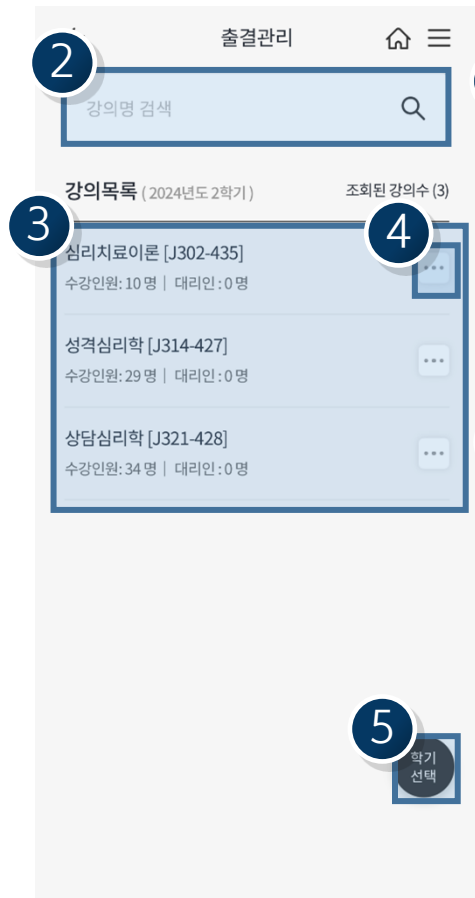 출결관리
2
강의명 검색
강의목록 ( 2024년도 2학기 ) 조회된 강의수 (3)
3
4
심리치료이론 [J302-435]
수강인원: 10 명 | 대리인 : 0 명
성격심리학 [J314-427]
수강인원: 29 명 | 대리인 : 0 명
상담심리학 [J321-428]
수강인원: 34 명 | 대리인 : 0 명
5
학기
선택